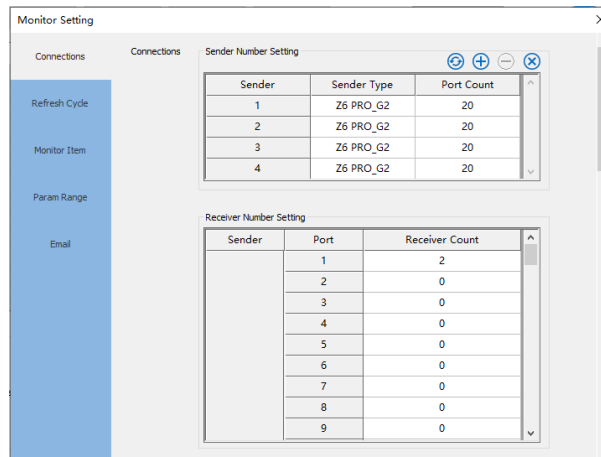 Monitor Setting
Connections
Refresh Cycle
Monitor Item
Param Range
Email
Connections
Sender Number Setting
Sender Sender Type Port Count
1 Z6 PRO_G2 20
2 Z6 PRO_G2 20
3 Z6 PRO_G2 20
4 Z6 PRO_G2 20
Receiver Number Setting
Sender Port Receiver Count
1 2
2 0
3 0
4 0
5 0
6 0
7 0
8 0
9 0